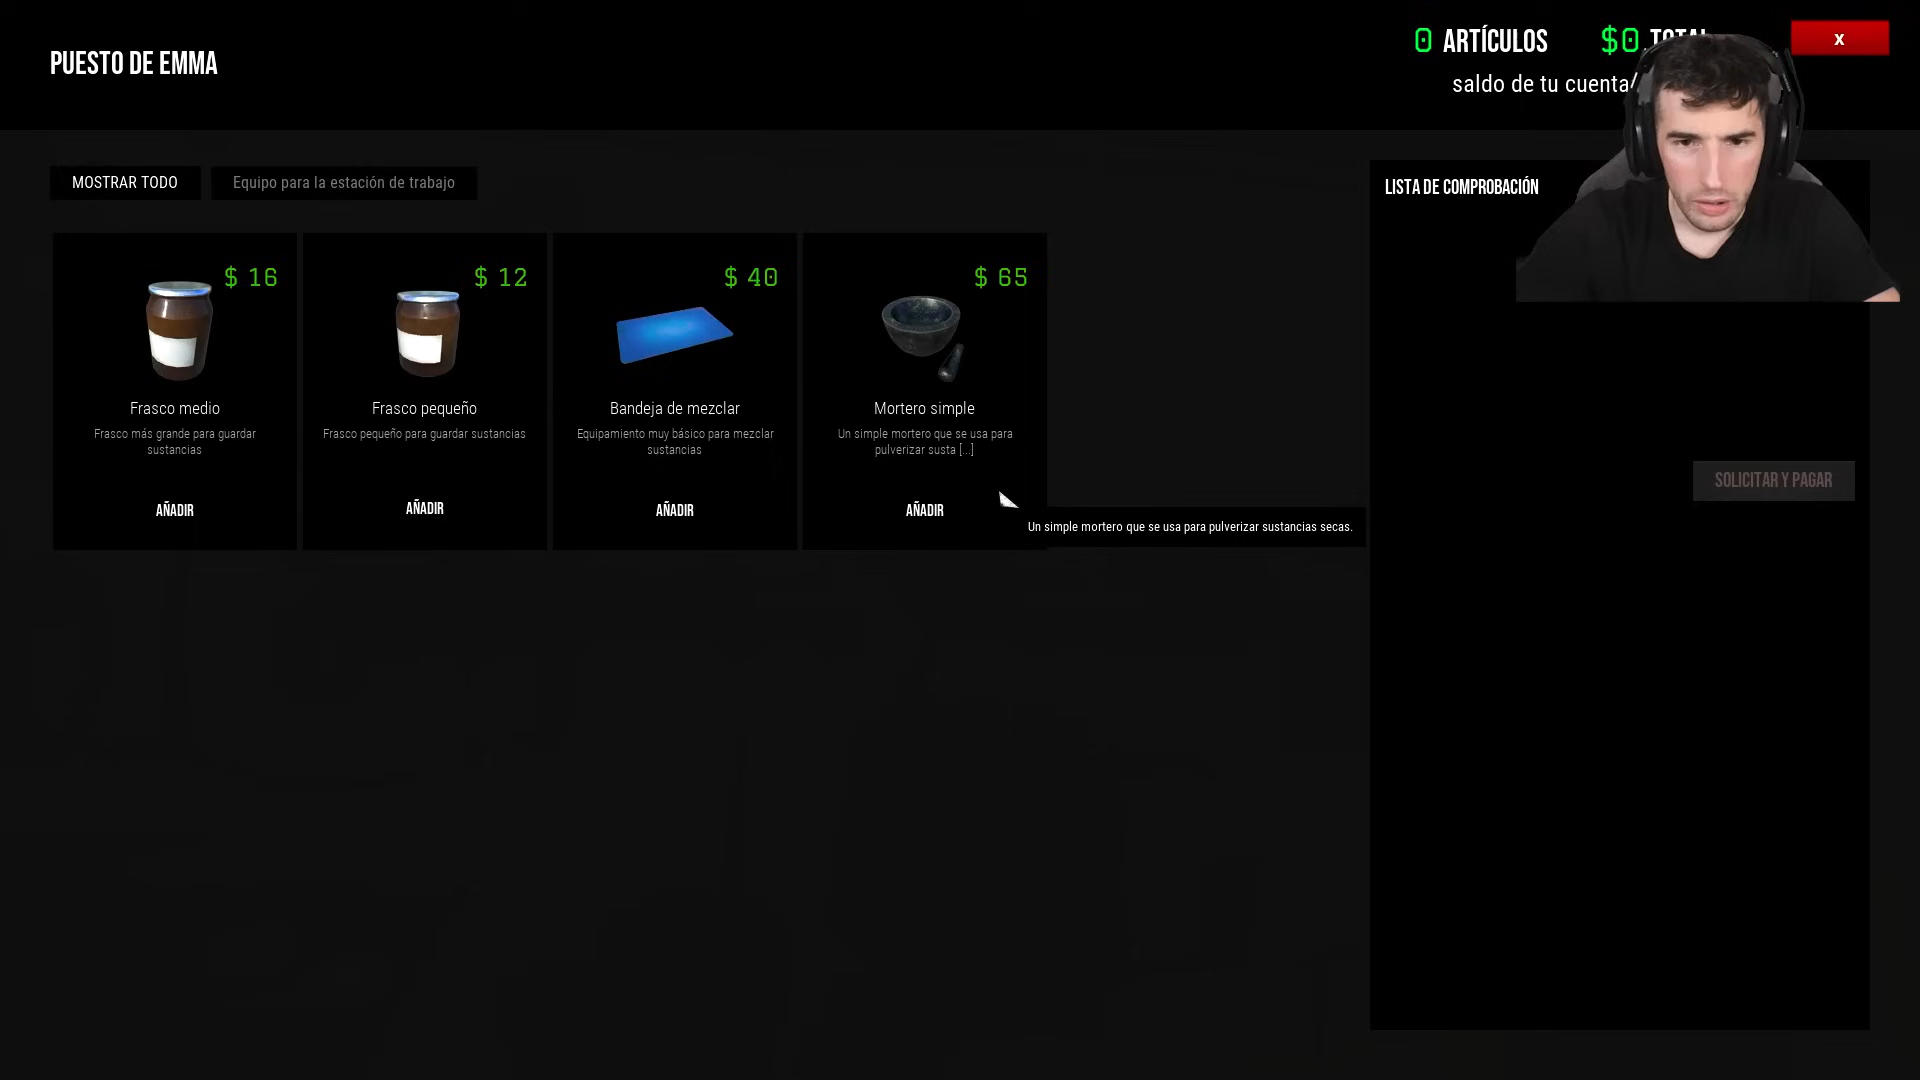 PUESTO DE EMMA
0 ARTÍCULOS
$0 TOTAL
X
saldo de tu cuenta
MOSTRAR TODO
Equipo para la estación de trabajo
LISTA DE COMPROBACIÓN
$ 16
$ 12
$ 40
$ 65
Frasco medio
Frasco más grande para guardar
sustancias
AÑADIR
Frasco pequeño
Frasco pequeño para guardar sustancias
AÑADIR
Bandeja de mezclar
Equipamiento muy básico para mezclar
sustancias
AÑADIR
Mortero simple
Un simple mortero que se usa para
pulverizar susta [...]
AÑADIR
Un simple mortero que se usa para pulverizar sustancias secas.
SOLICITAR Y PAGAR